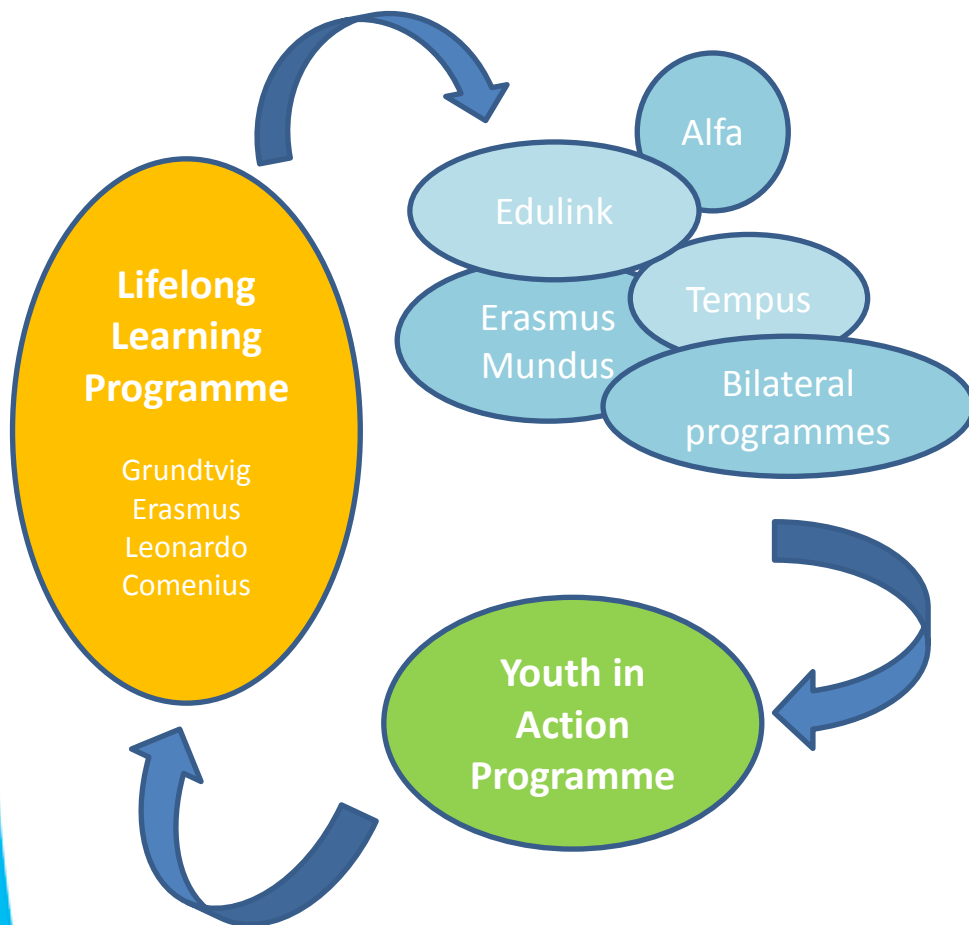 Lifelong
Learning
Programme
Grundtvig
Erasmus
Leonardo
Comenius
Alfa
Edulink
Erasmus
Mundus
Tempus
Bilateral
programmes
Youth in
Action
Programme